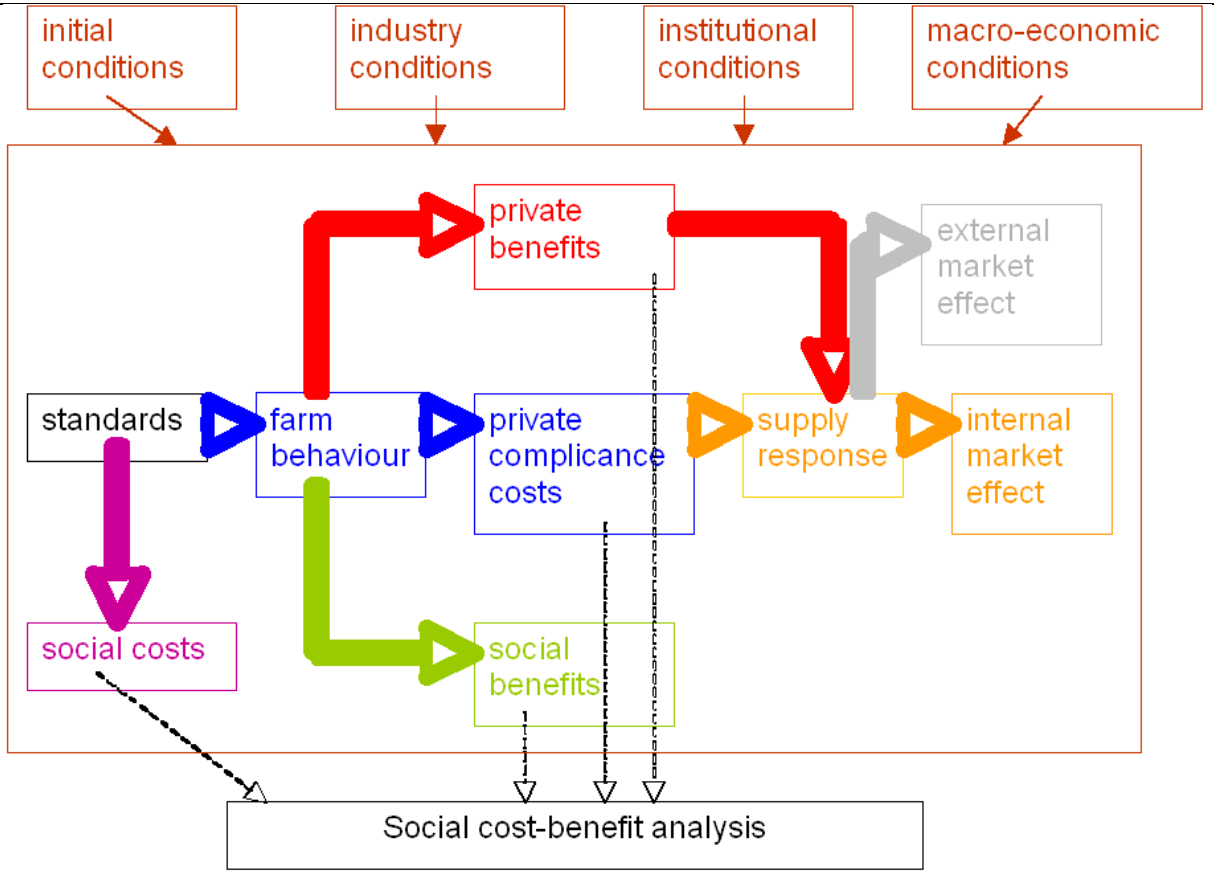 initial
conditions
industry
conditions
institutional
conditions
macro-economic
conditions
private
benefits
external
market
effect
standards
farm
behaviour
private
complicance
costs
supply
response
internal
market
effect
social costs
social
benefits
Social cost-benefit analysis